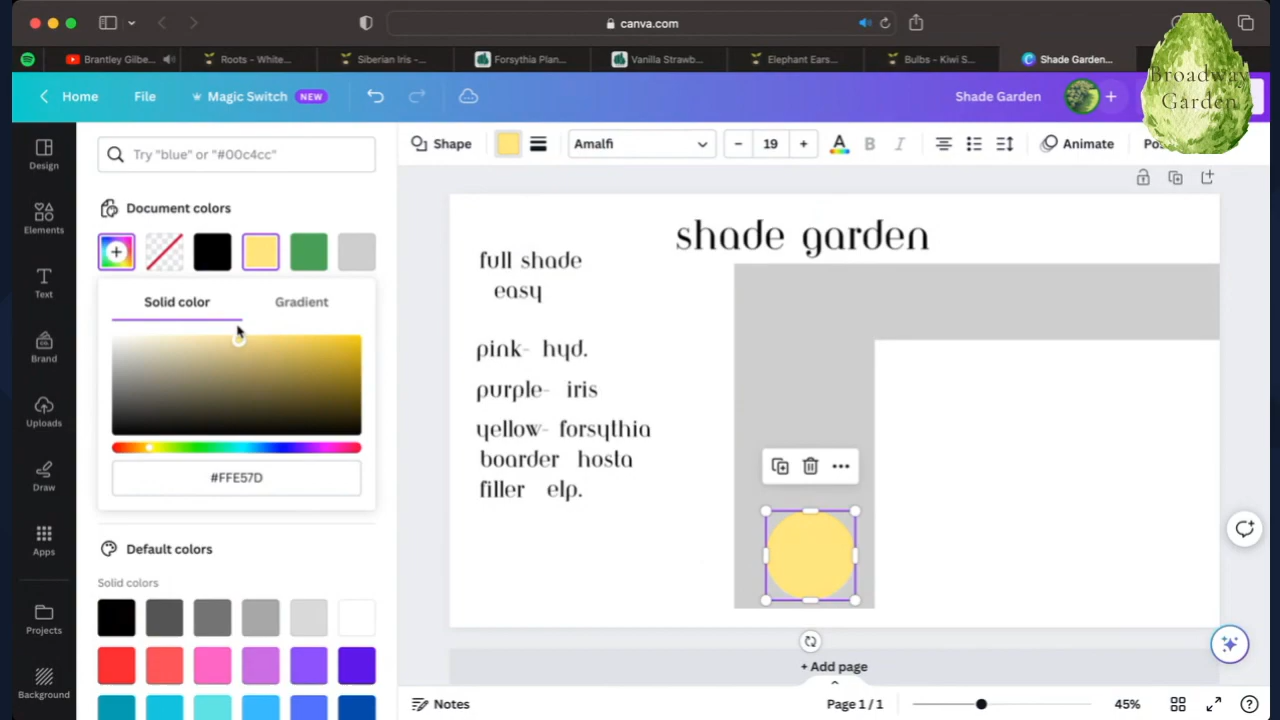 canva.com
Brantley Gilbe...
Roots - White...
Siberian Iris -...
Forsythia Plan...
Vanilla Strawb...
Elephant Ears...
Bulbs - Kiwi S...
Shade Garden...
Broadway
Garden
Home
File
Magic Switch NEW
Shade Garden
Design
Elements
Text
Brand
Uploads
Draw
Apps
Projects
Background
Try "blue" or "#00c4cc"
Document colors
Solid color Gradient
#FFE57D
Default colors
Solid colors
Shape
Amalfi
19
A B I
Animate
shade garden
full shade
easy
pink- hyd.
purple- iris
yellow- forsythia
boarder hosta
filler elp.
+ Add page
Notes
Page 1 / 1
45%